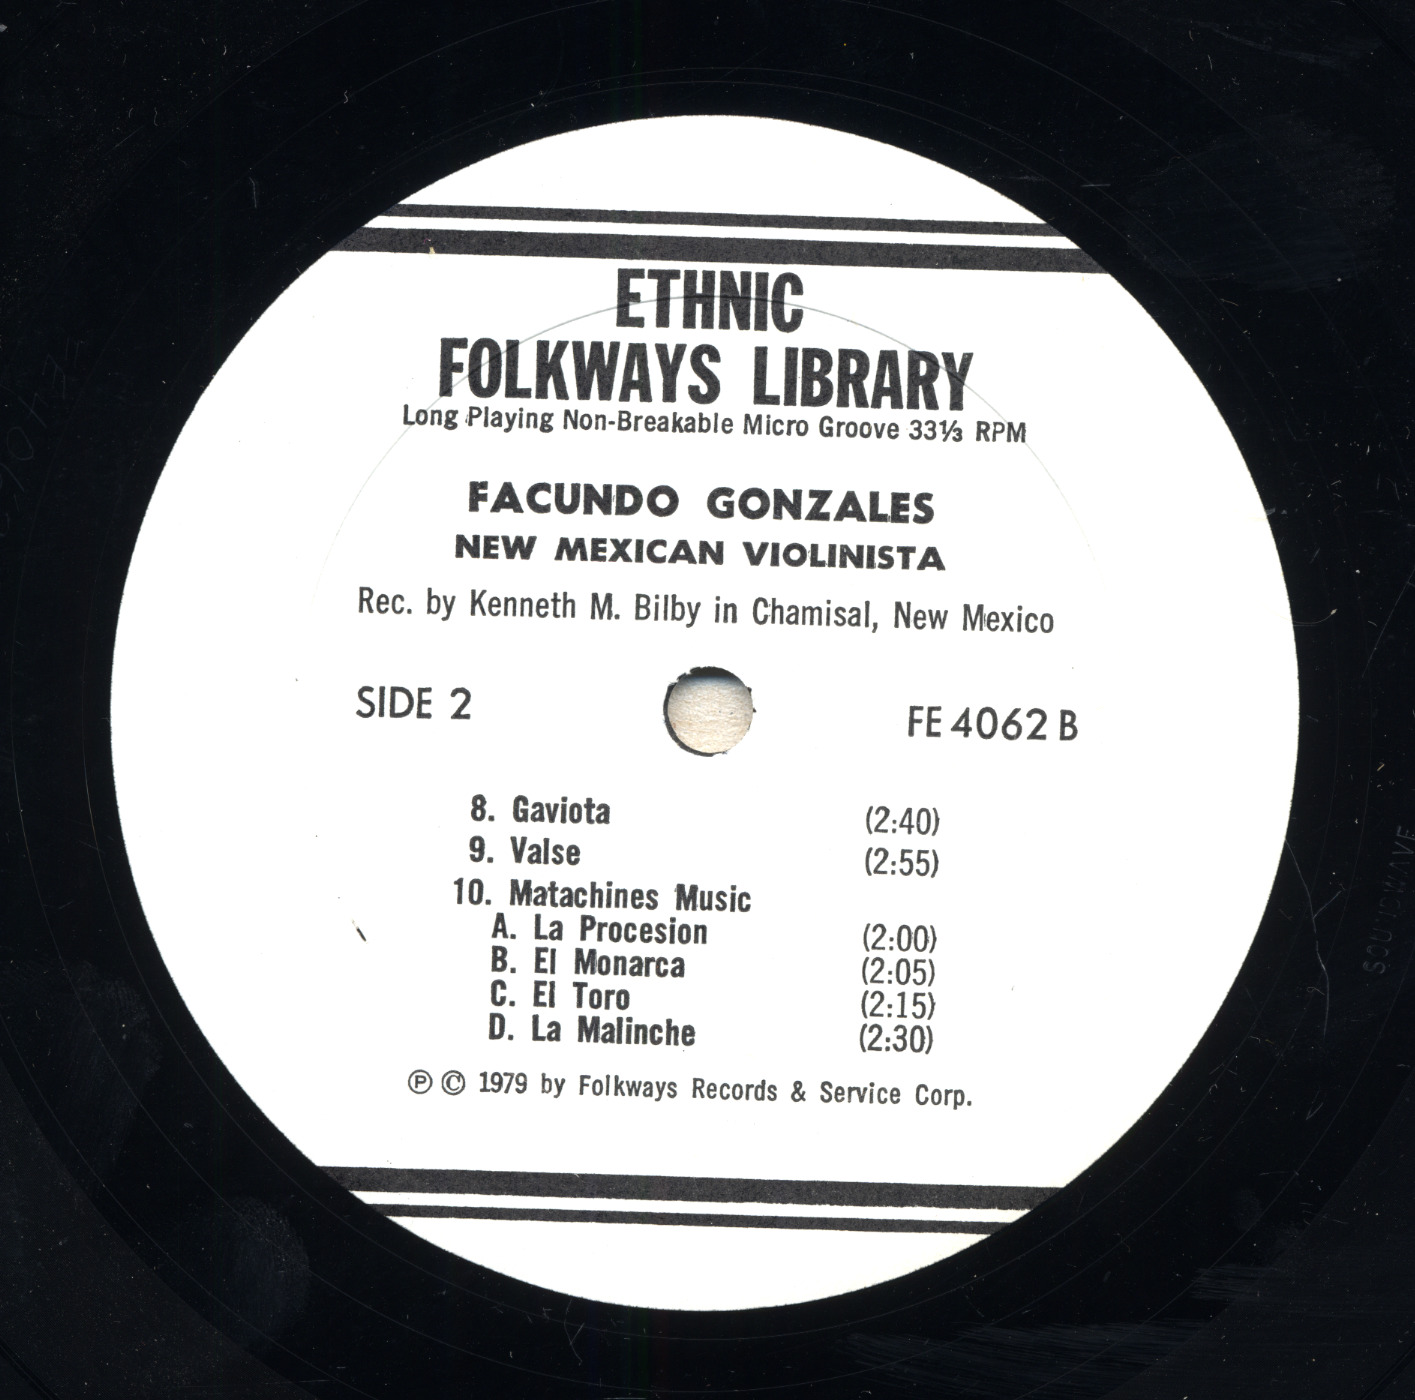 ETHNIC
FOLKWAYS LIBRARY
Long Playing Non-Breakable Micro Groove 33⅓ RPM
FACUNDO GONZALES
NEW MEXICAN VIOLINISTA
Rec. by Kenneth M. Bilby in Chamisal, New Mexico
SIDE 2 FE 4062 B
8. Gaviota (2:40)
9. Valse (2:55)
10. Matachines Music
A. La Procesion (2:00)
B. El Monarca (2:05)
C. El Toro (2:15)
D. La Malinche (2:30)
Ⓟ © 1979 by Folkways Records & Service Corp.